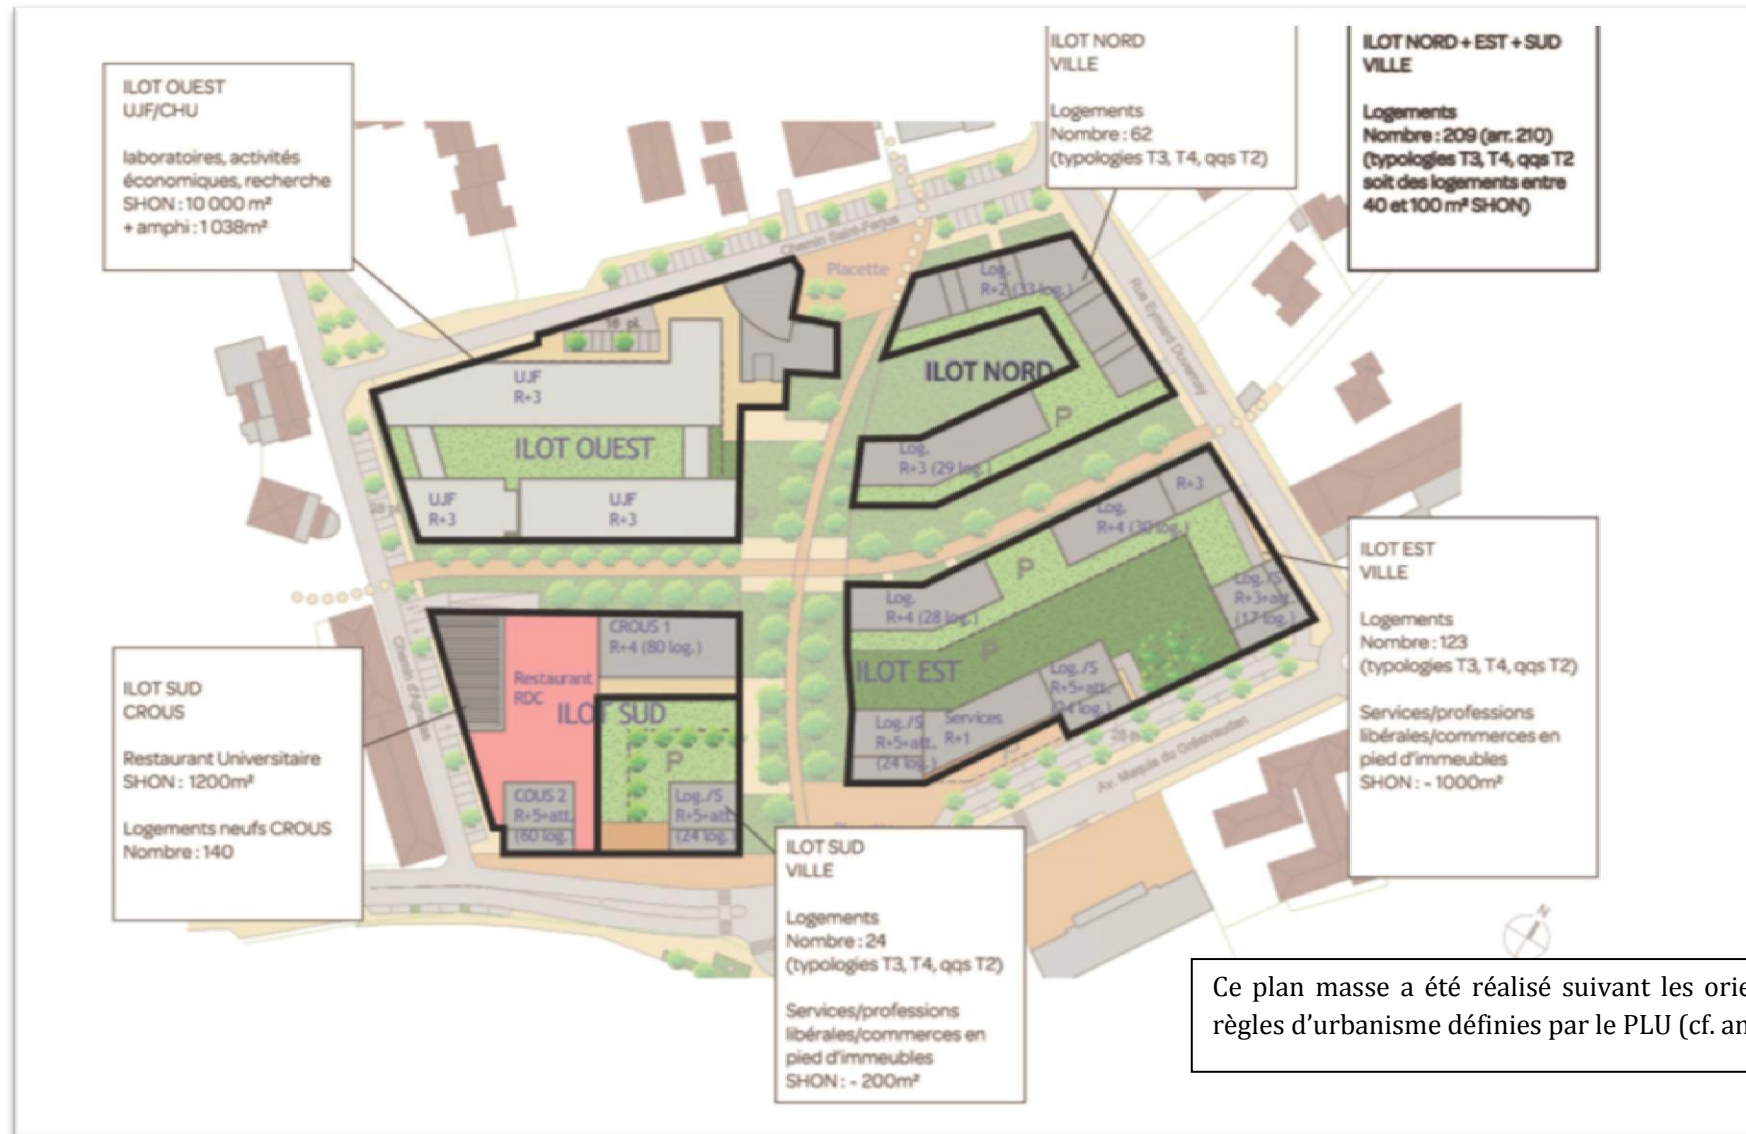 ILOT OUEST
UJF/CHU
laboratoires, activités
économiques, recherche
SHON : 10 000 m²
+ amphi : 1 038m²
ILOT NORD
VILLE
Logements
Nombre : 62
(typologies T3, T4, qqs T2)
ILOT NORD + EST + SUD
VILLE
Logements
Nombre : 209 (arr. 210)
(typologies T3, T4, qqs T2
soit des logements entre
40 et 100 m² SHON)
Chemin Saint-Ferjus
Placette
Log.
R+2 (33 log.)
Rue Eymard Duvernay
ILOT NORD
P
Log.
R+3 (29 log.)
UJF
R+3
ILOT OUEST
UJF
R+3
UJF
R+3
R+3
Log.
R+4 (30 log.)
P
Log./S
R+3+att.
(17 log.)
Log.
R+4 (28 log.)
P
ILOT EST
Log./S
R+5+att.
(24 log.)
Log./S
R+5+att.
(24 log.)
Services
R+1
Av. Maquis du Grésivaudan
CROUS 1
R+4 (80 log.)
Restaurant
RDC
ILOT SUD
P
COUS 2
R+5+att.
(60 log.
Log./S
R+5+att.
(24 log.)
ILOT SUD
CROUS
Restaurant Universitaire
SHON : 1200m²
Logements neufs CROUS
Nombre : 140
ILOT EST
VILLE
Logements
Nombre : 123
(typologies T3, T4, qqs T2)
Services/professions
libérales/commerces en
pied d'immeubles
SHON : - 1000m²
ILOT SUD
VILLE
Logements
Nombre : 24
(typologies T3, T4, qqs T2)
Services/professions
libérales/commerces en
pied d'immeubles
SHON : - 200m²
N
Ce plan masse a été réalisé suivant les orie
règles d'urbanisme définies par le PLU (cf. an